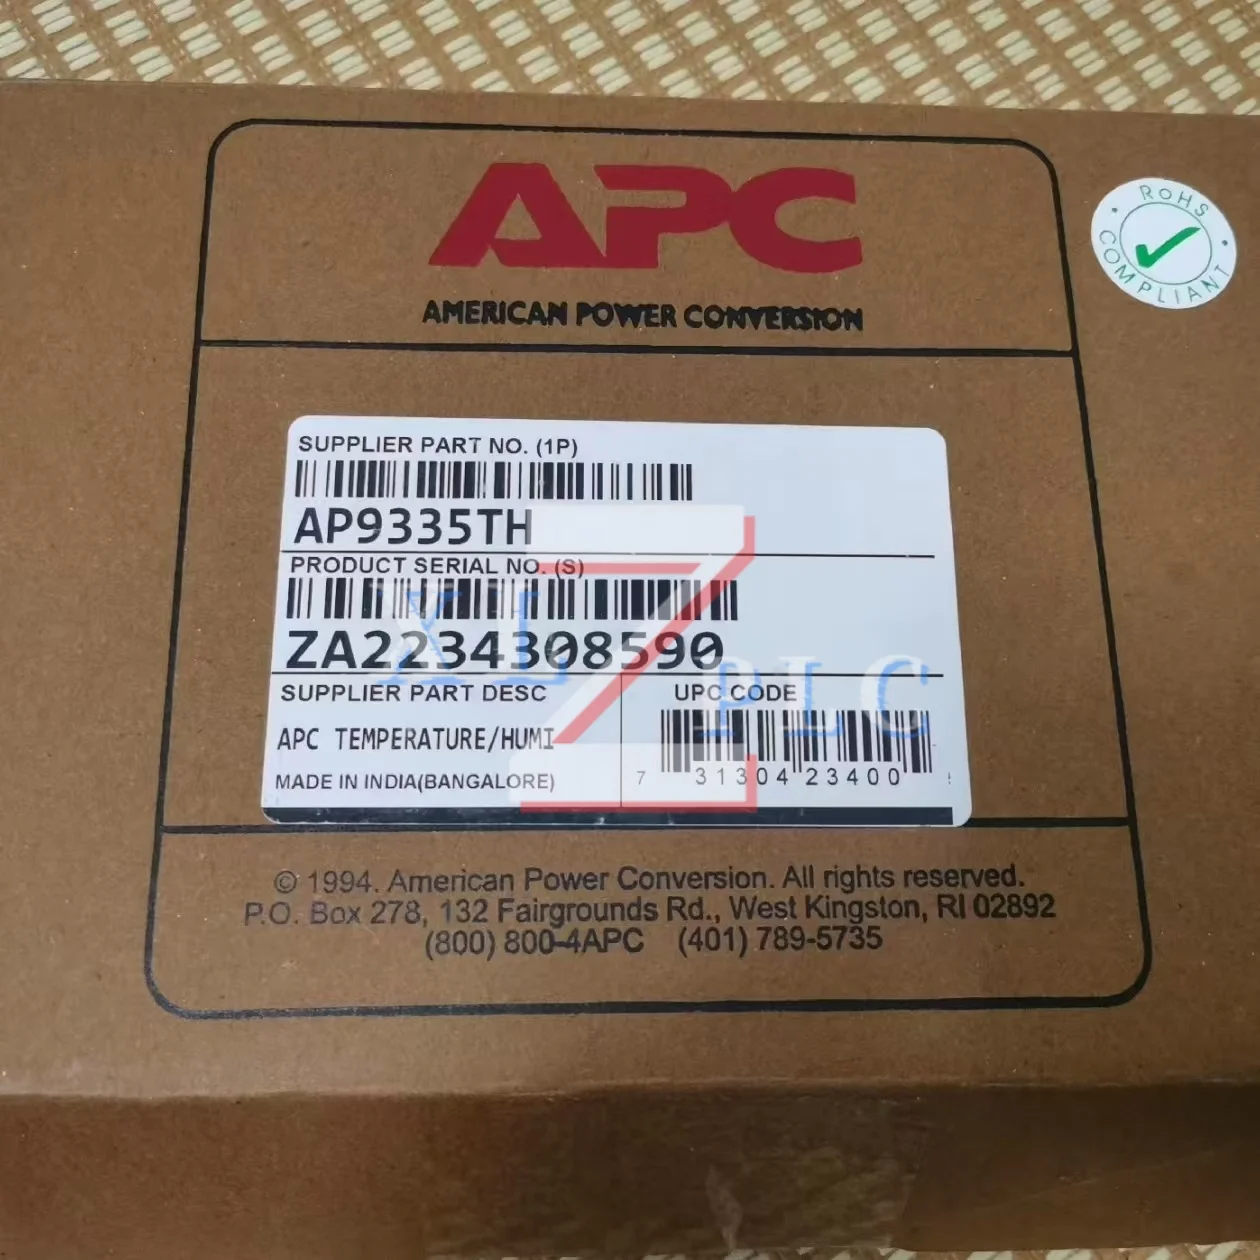 APC
AMERICAN POWER CONVERSION
ROHS COMPLIANT
SUPPLIER PART NO. (1P)
AP9335TH
PRODUCT SERIAL NO. (S)
ZA2234308590
SUPPLIER PART DESC
UPC CODE
APC TEMPERATURE/HUMI
MADE IN INDIA(BANGALORE)
7 31304 23400
XLZ PLC
© 1994. American Power Conversion. All rights reserved.
P.O. Box 278, 132 Fairgrounds Rd., West Kingston, RI 02892
(800) 800-4APC (401) 789-5735